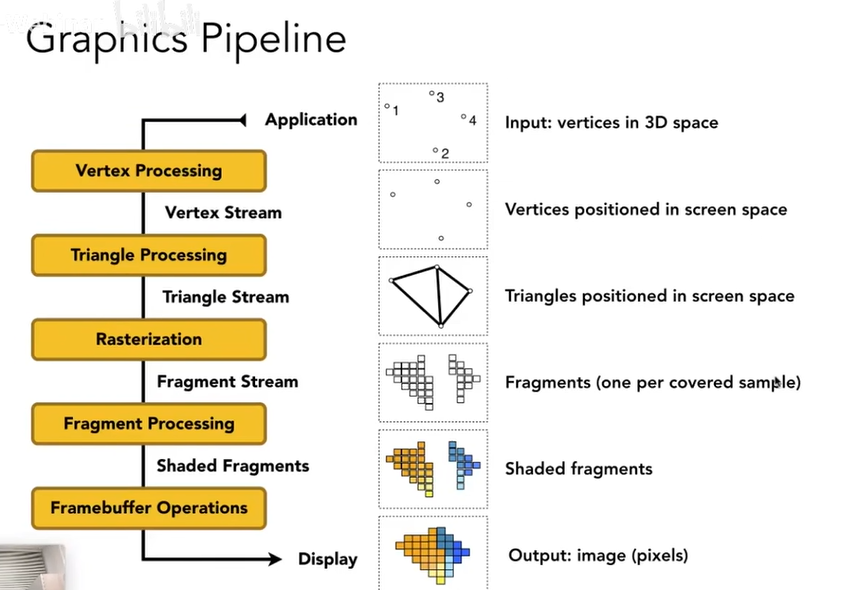 Graphics Pipeline
Application
3
1
4
2
Input: vertices in 3D space
Vertex Processing
Vertex Stream
Vertices positioned in screen space
Triangle Processing
Triangle Stream
Triangles positioned in screen space
Rasterization
Fragment Stream
Fragments (one per covered sample)
Fragment Processing
Shaded Fragments
Shaded fragments
Framebuffer Operations
Display
Output: image (pixels)